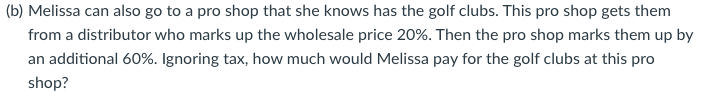 (b) Melissa can also go to a pro shop that she knows has the golf clubs. This pro shop gets them
from a distributor who marks up the wholesale price 20%. Then the pro shop marks them up by
an additional 60%. Ignoring tax, how much would Melissa pay for the golf clubs at this pro
shop?